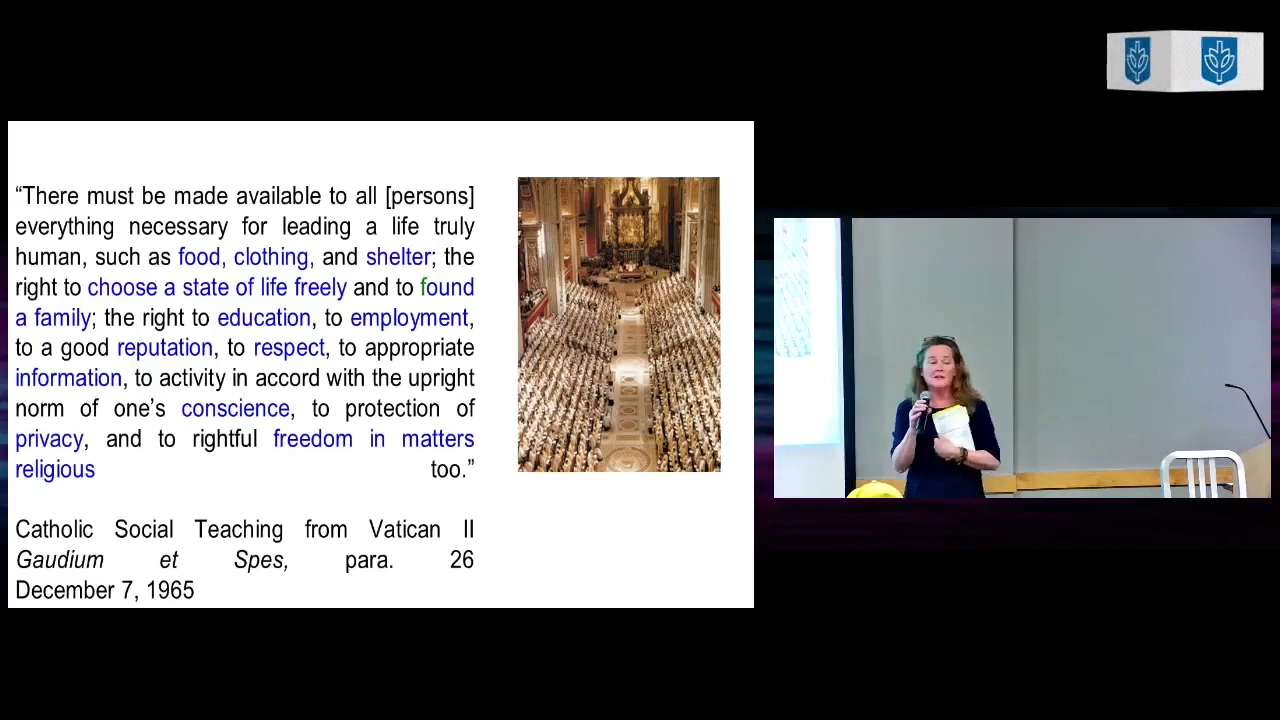 “There must be made available to all [persons]
everything necessary for leading a life truly
human, such as food, clothing, and shelter; the
right to choose a state of life freely and to found
a family; the right to education, to employment,
to a good reputation, to respect, to appropriate
information, to activity in accord with the upright
norm of one’s conscience, to protection of
privacy, and to rightful freedom in matters
religious too.”
Catholic Social Teaching from Vatican II
Gaudium et Spes, para. 26
December 7, 1965